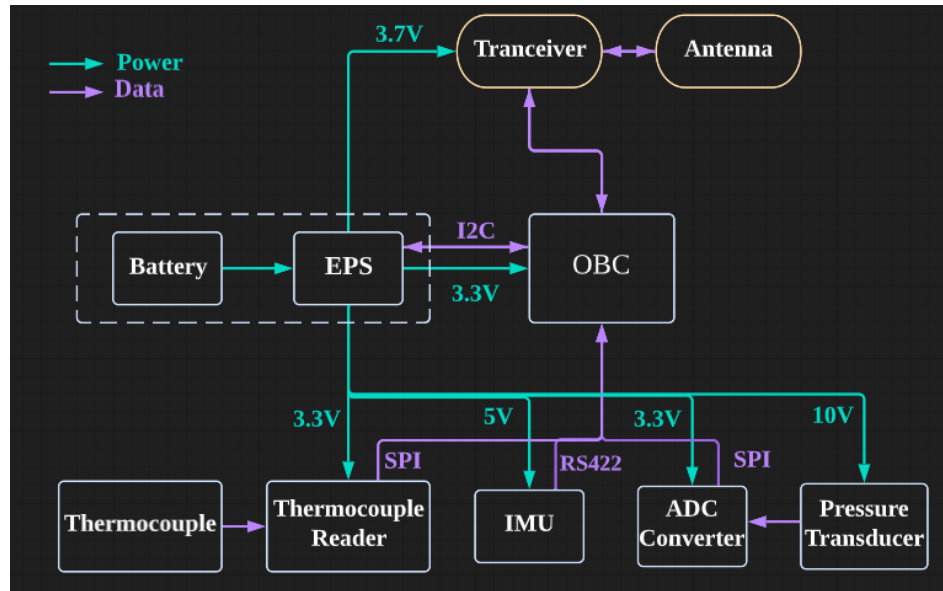 3.7V
Tranceiver
Antenna
Power
Data
Battery
EPS
I2C
3.3V
OBC
3.3V
5V
3.3V
10V
SPI
RS422
SPI
Thermocouple
Thermocouple
Reader
IMU
ADC
Converter
Pressure
Transducer